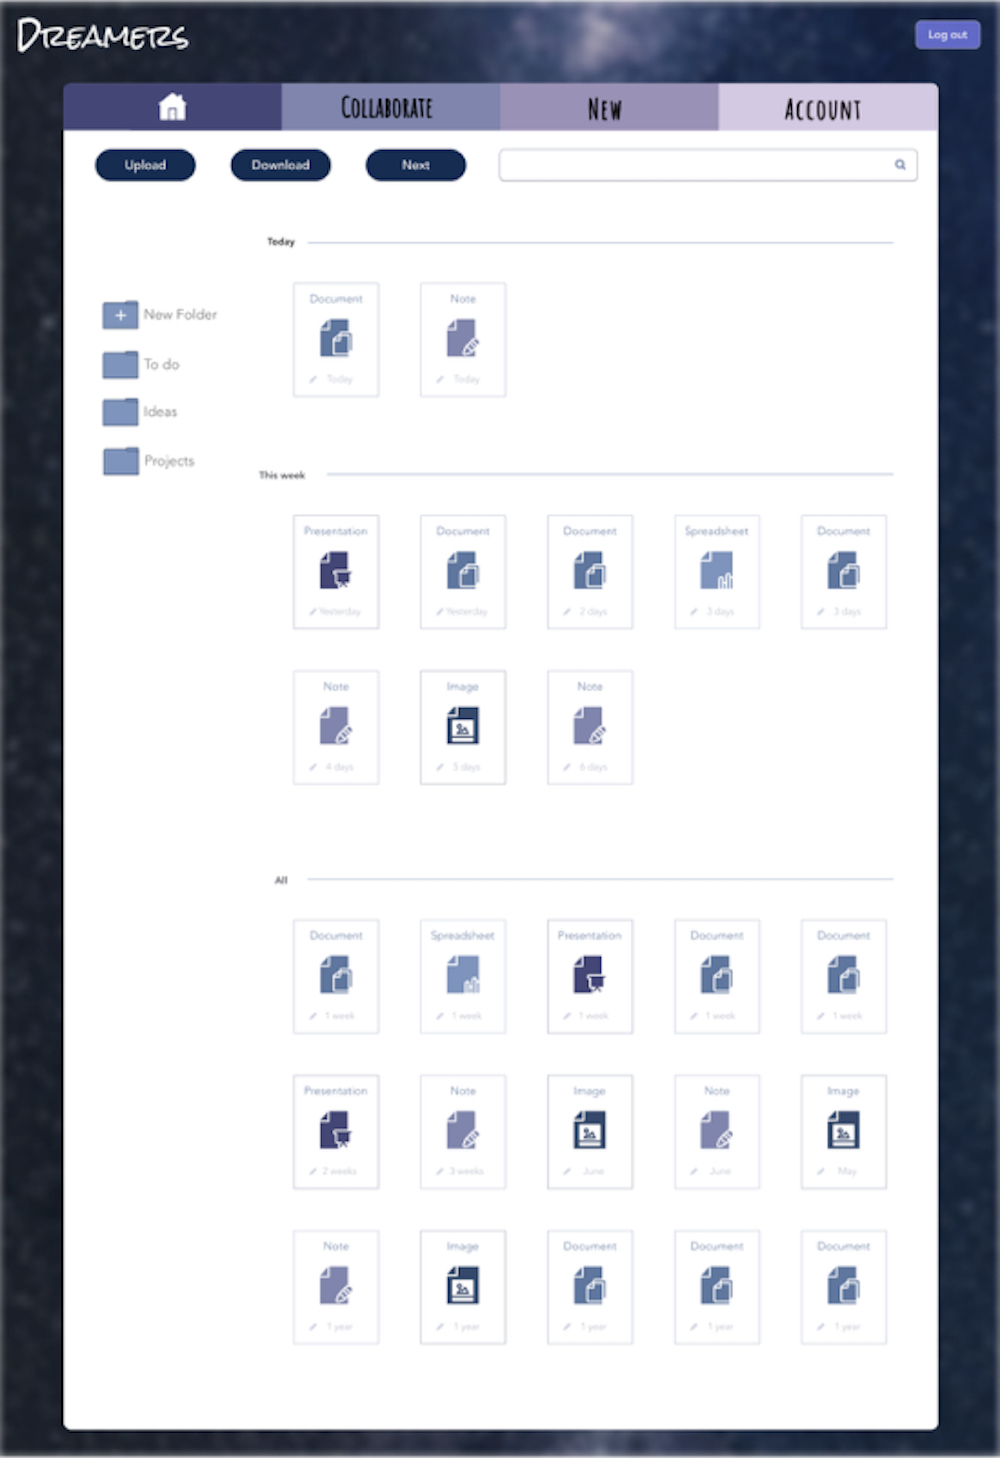 DREAMERS
Log out
COLLABORATE NEW ACCOUNT
Upload Download Next
Today
Document Note
Today Today
New Folder
To do
Ideas
Projects
This week
Presentation Document Document Spreadsheet Document
Yesterday Yesterday 2 days 3 days 3 days
Note Image Note
4 days 5 days 6 days
All
Document Spreadsheet Presentation Document Document
1 week 1 week 1 week 1 week 1 week
Presentation Note Image Note Image
2 weeks 3 weeks June June May
Note Image Document Document Document
1 year 1 year 1 year 1 year 1 year